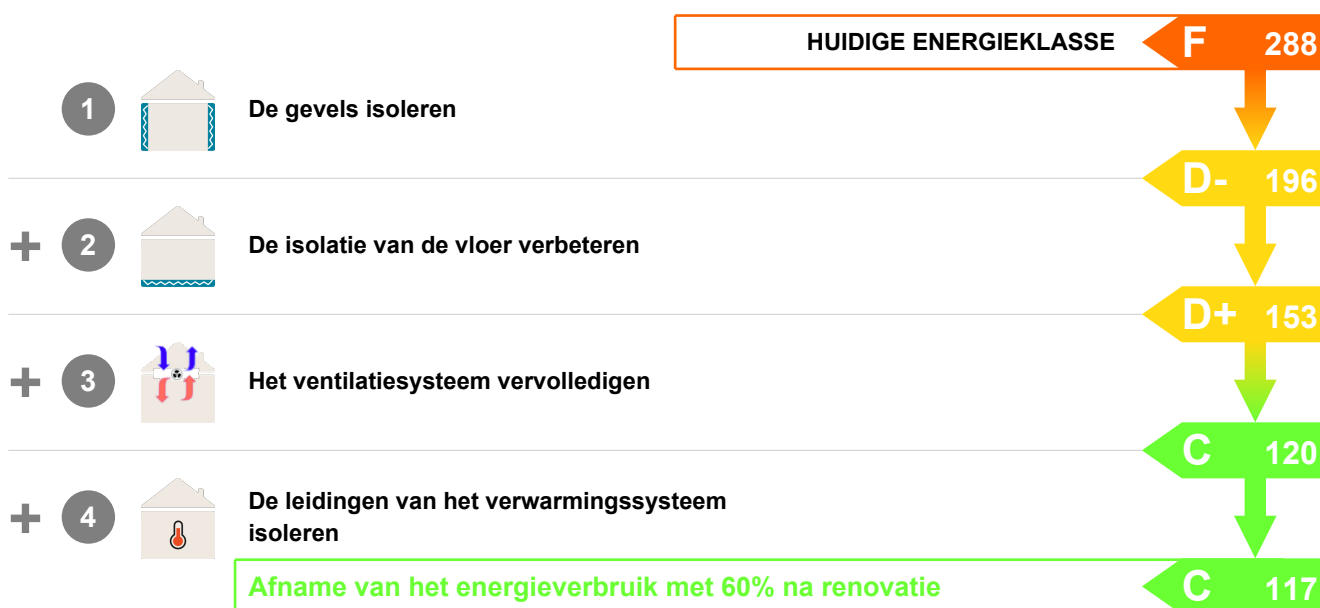 HUIDIGE ENERGIEKLASSE F 288
1 De gevels isoleren
D- 196
+ 2 De isolatie van de vloer verbeteren
D+ 153
+ 3 Het ventilatiesysteem vervolledigen
C 120
+ 4 De leidingen van het verwarmingssysteem
isoleren
Afname van het energieverbruik met 60% na renovatie C 117